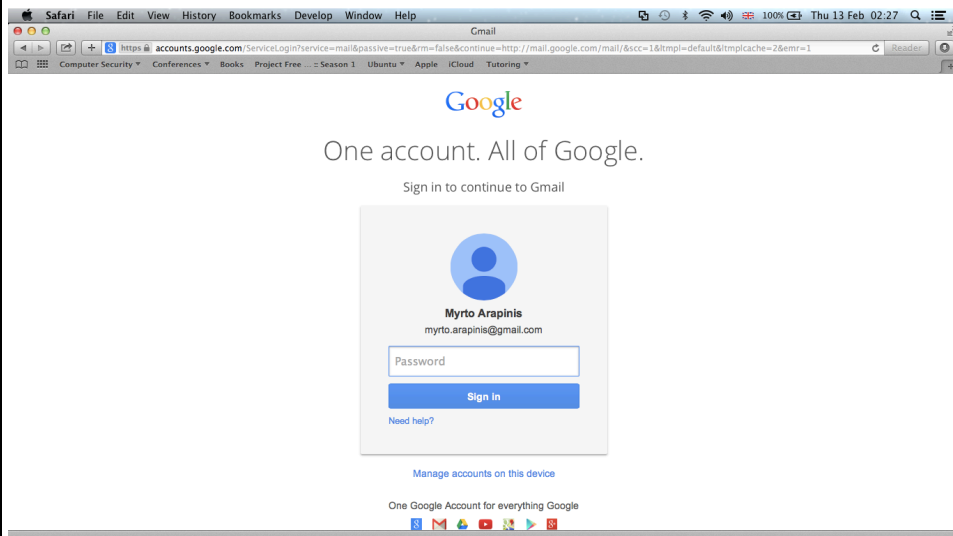 Safari File Edit View History Bookmarks Develop Window Help 100% Thu 13 Feb 02:27
Gmail
https accounts.google.com/ServiceLogin?service=mail&passive=true&rm=false&continue=http://mail.google.com/mail/&scc=1&ltmpl=default&ltmplcache=2&emr=1 Reader
Computer Security Conferences Books Project Free ... :: Season 1 Ubuntu Apple iCloud Tutoring
Google
One account. All of Google.
Sign in to continue to Gmail
Myrto Arapinis
myrto.arapinis@gmail.com
Password
Sign in
Need help?
Manage accounts on this device
One Google Account for everything Google